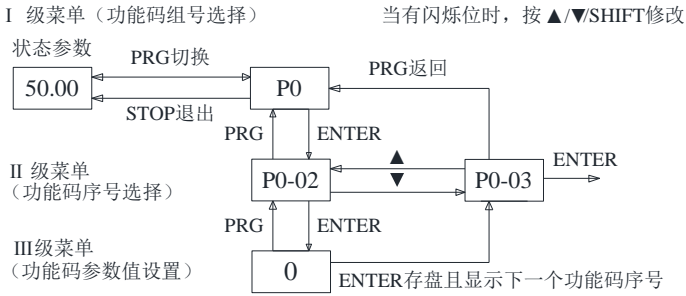 I 级菜单（功能码组号选择）
当有闪烁位时，按 ▲/▼/SHIFT修改
状态参数
50.00
PRG切换
STOP退出
P0
PRG返回
PRG
ENTER
II 级菜单
（功能码序号选择）
P0-02
▲
▼
P0-03
ENTER
PRG
ENTER
III级菜单
（功能码参数值设置）
0
ENTER存盘且显示下一个功能码序号